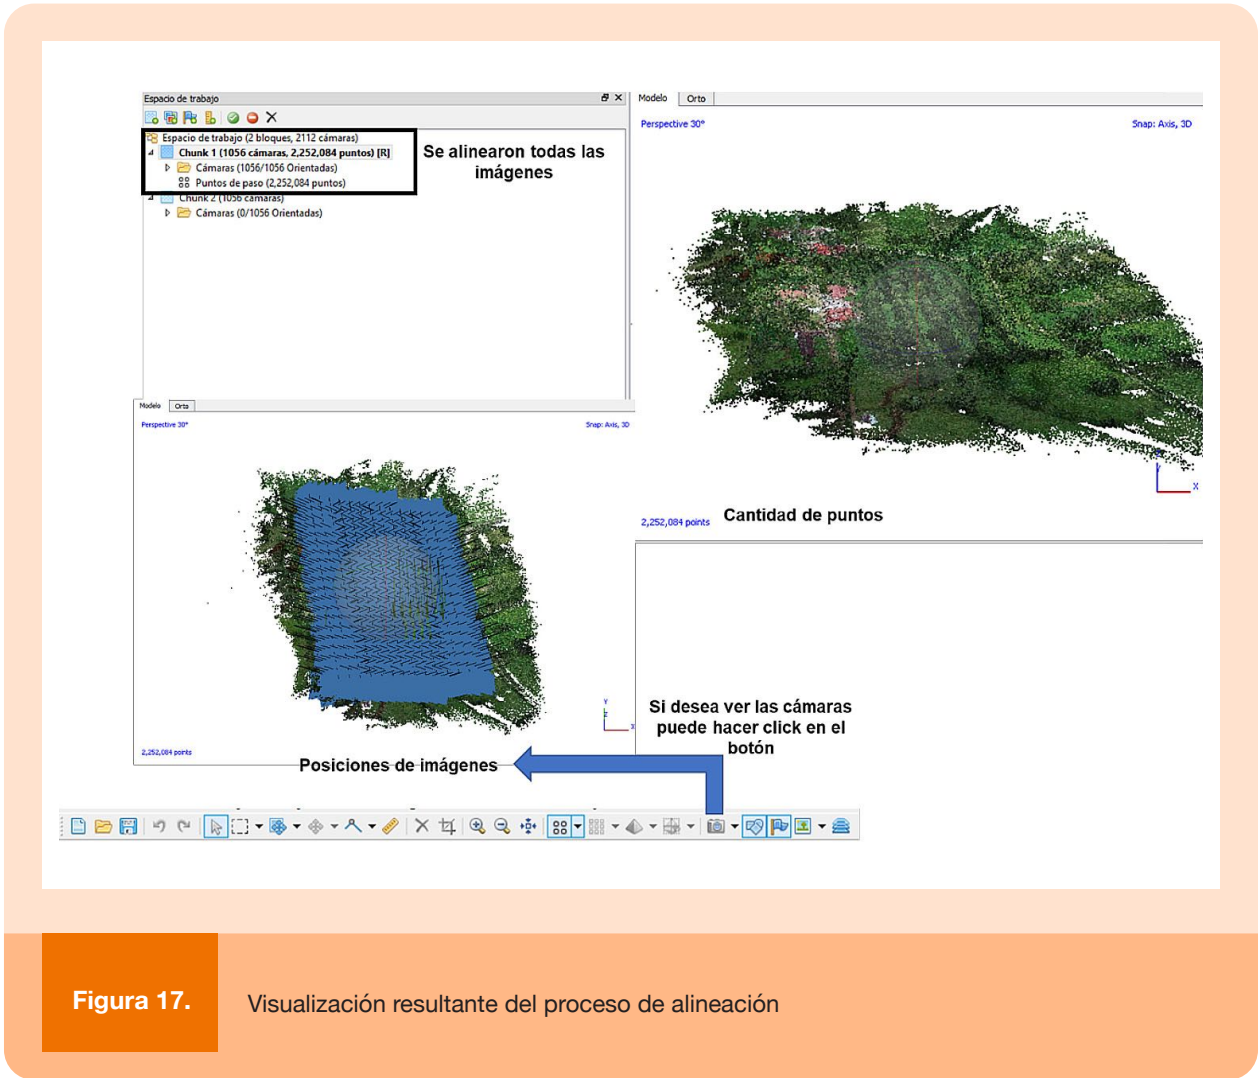 Espacio de trabajo
Espacio de trabajo (2 bloques, 2112 cámaras)
Chunk 1 (1056 cámaras, 2,252,084 puntos) [R]
Cámaras (1056/1056 Orientadas)
Puntos de paso (2,252,084 puntos)
Chunk 2 (1056 cámaras)
Cámaras (0/1056 Orientadas)
Se alinearon todas las
imágenes
Modelo Orto
Perspective 30°
Snap: Axis, 3D
X
2,252,084 points
Cantidad de puntos
Modelo Orto
Perspective 30°
Snap: Axis, 3D
Y
2,252,084 points
Posiciones de imágenes
Si desea ver las cámaras
puede hacer click en el
botón
Figura 17.
Visualización resultante del proceso de alineación